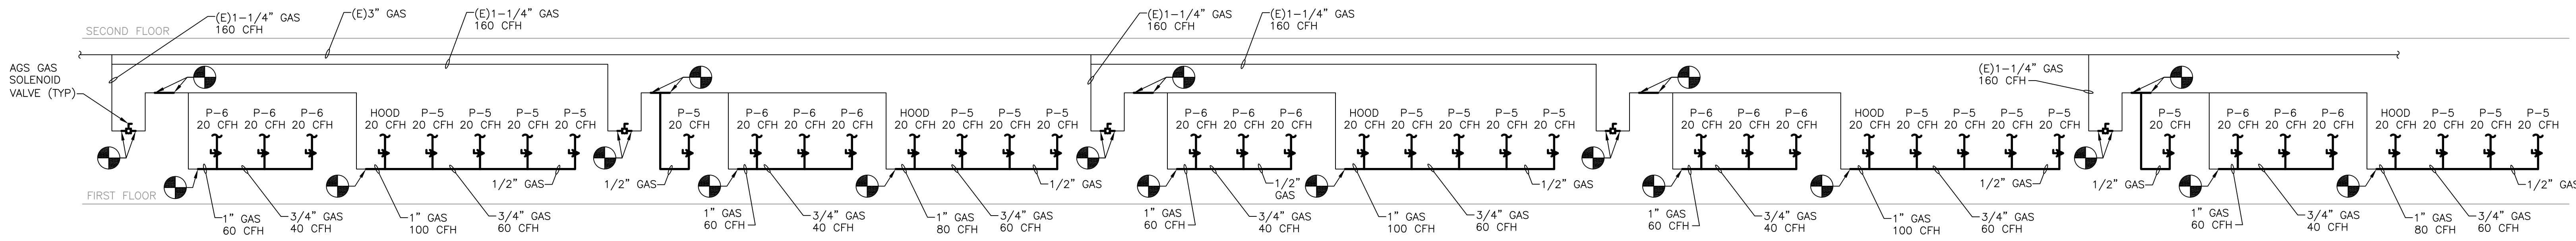 (E)1-1/4" GAS
160 CFH
(E)3" GAS
(E)1-1/4" GAS
160 CFH
(E)1-1/4" GAS
160 CFH
(E)1-1/4" GAS
160 CFH
SECOND FLOOR
AGS GAS
SOLENOID
VALVE (TYP)
(E)1-1/4" GAS
160 CFH
P-6 P-6 P-6 HOOD P-5 P-5 P-5 P-5
20 CFH 20 CFH 20 CFH 20 CFH 20 CFH 20 CFH 20 CFH 20 CFH
P-5 P-6 P-6 P-6 HOOD P-5 P-5 P-5
20 CFH 20 CFH 20 CFH 20 CFH 20 CFH 20 CFH 20 CFH 20 CFH
P-6 P-6 P-6 HOOD P-5 P-5 P-5 P-5
20 CFH 20 CFH 20 CFH 20 CFH 20 CFH 20 CFH 20 CFH 20 CFH
P-6 P-6 P-6 HOOD P-5 P-5 P-5 P-5
20 CFH 20 CFH 20 CFH 20 CFH 20 CFH 20 CFH 20 CFH 20 CFH
P-5 P-6 P-6 P-6 HOOD P-5 P-5 P-5
20 CFH 20 CFH 20 CFH 20 CFH 20 CFH 20 CFH 20 CFH 20 CFH
1/2" GAS
1/2" GAS
1/2" GAS
1/2"
GAS
1/2" GAS
1/2" GAS
1/2" GAS
1/2" GAS
FIRST FLOOR
1" GAS
60 CFH
3/4" GAS
40 CFH
1" GAS
100 CFH
3/4" GAS
60 CFH
1" GAS
60 CFH
3/4" GAS
40 CFH
1" GAS
80 CFH
3/4" GAS
60 CFH
1" GAS
60 CFH
3/4" GAS
40 CFH
1" GAS
100 CFH
3/4" GAS
60 CFH
1" GAS
60 CFH
3/4" GAS
40 CFH
1" GAS
100 CFH
3/4" GAS
60 CFH
1" GAS
60 CFH
3/4" GAS
40 CFH
1" GAS
80 CFH
3/4" GAS
60 CFH